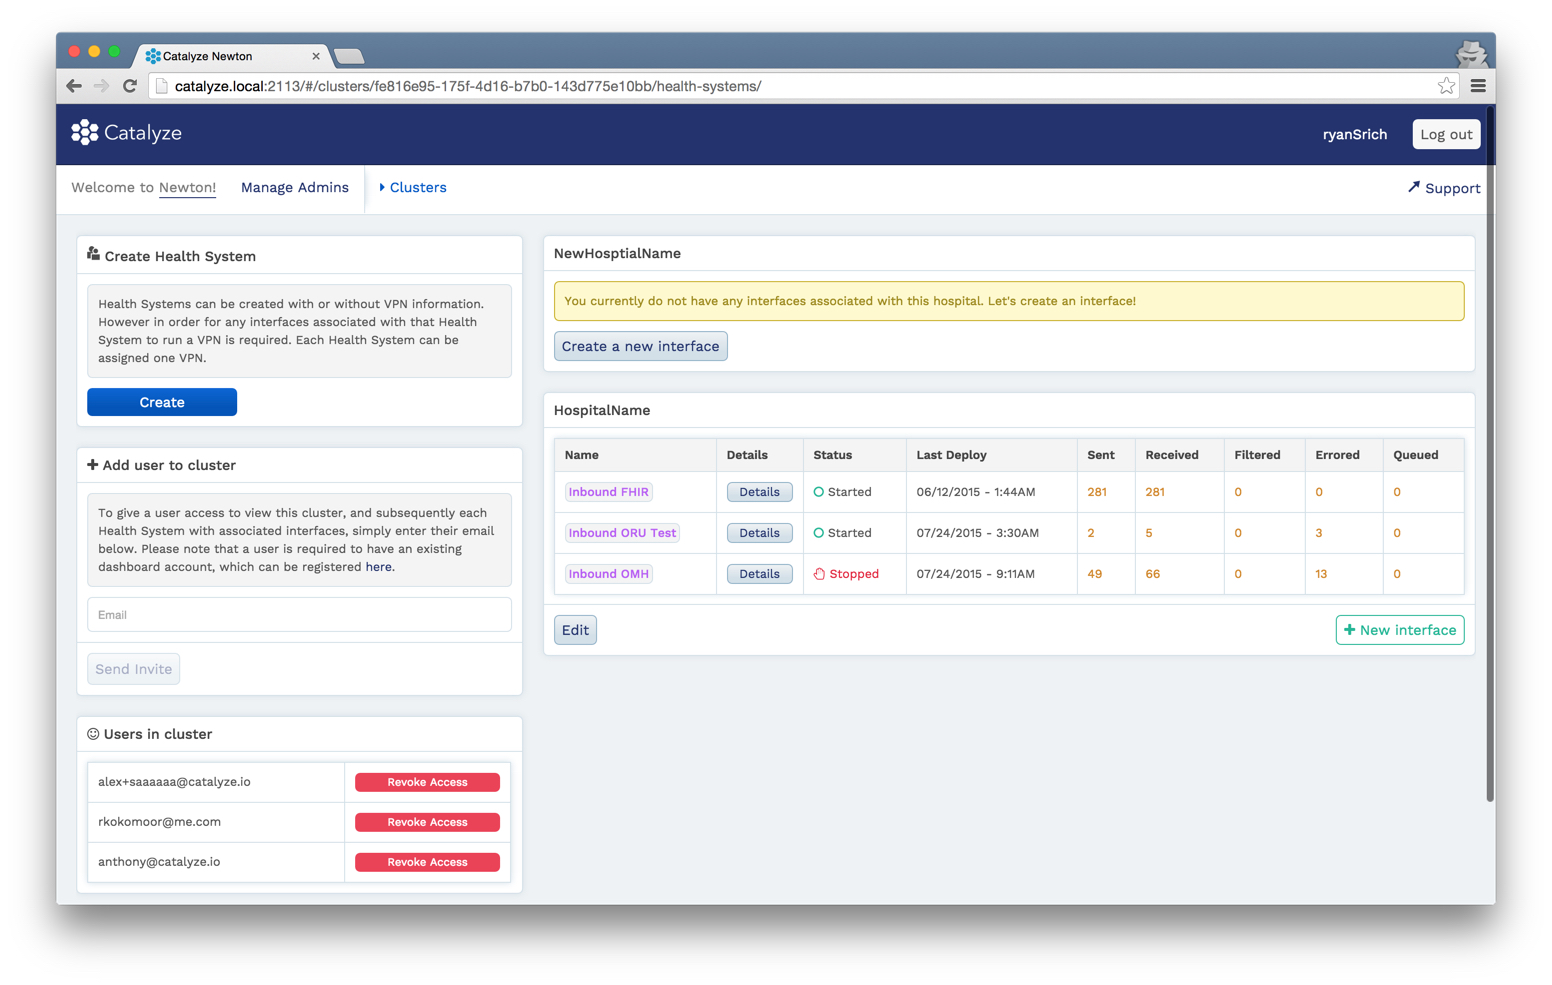 Catalyze Newton
catalyze.local:2113/#/clusters/fe816e95-175f-4d16-b7b0-143d775e10bb/health-systems/
Catalyze
ryanSrich
Log out
Welcome to Newton!
Manage Admins
Clusters
Support
Create Health System
Health Systems can be created with or without VPN information.
However in order for any interfaces associated with that Health
System to run a VPN is required. Each Health System can be
assigned one VPN.
Create
Add user to cluster
To give a user access to view this cluster, and subsequently each
Health System with associated interfaces, simply enter their email
below. Please note that a user is required to have an existing
dashboard account, which can be registered here.
Email
Send Invite
Users in cluster
alex+saaaaaa@catalyze.io Revoke Access
rkokomoor@me.com Revoke Access
anthony@catalyze.io Revoke Access
NewHosptialName
You currently do not have any interfaces associated with this hospital. Let's create an interface!
Create a new interface
HospitalName
Name Details Status Last Deploy Sent Received Filtered Errored Queued
Inbound FHIR Details Started 06/12/2015 - 1:44AM 281 281 0 0 0
Inbound ORU Test Details Started 07/24/2015 - 3:30AM 2 5 0 3 0
Inbound OMH Details Stopped 07/24/2015 - 9:11AM 49 66 0 13 0
Edit
+ New interface